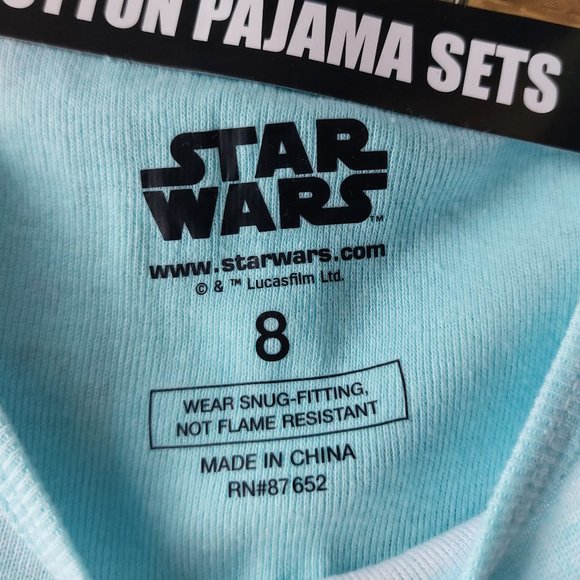 COTTON PAJAMA SETS
STAR
WARS™
www.starwars.com
© & ™ Lucasfilm Ltd.
8
WEAR SNUG-FITTING,
NOT FLAME RESISTANT
MADE IN CHINA
RN#87652